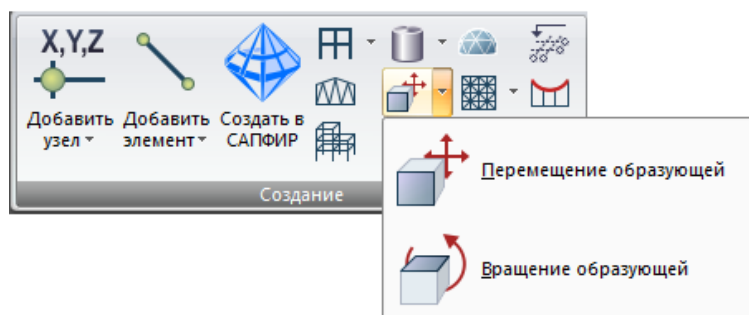 X,Y,Z
Добавить Добавить Создать в
узел элемент САПФИР
Создание
Перемещение образующей
Вращение образующей